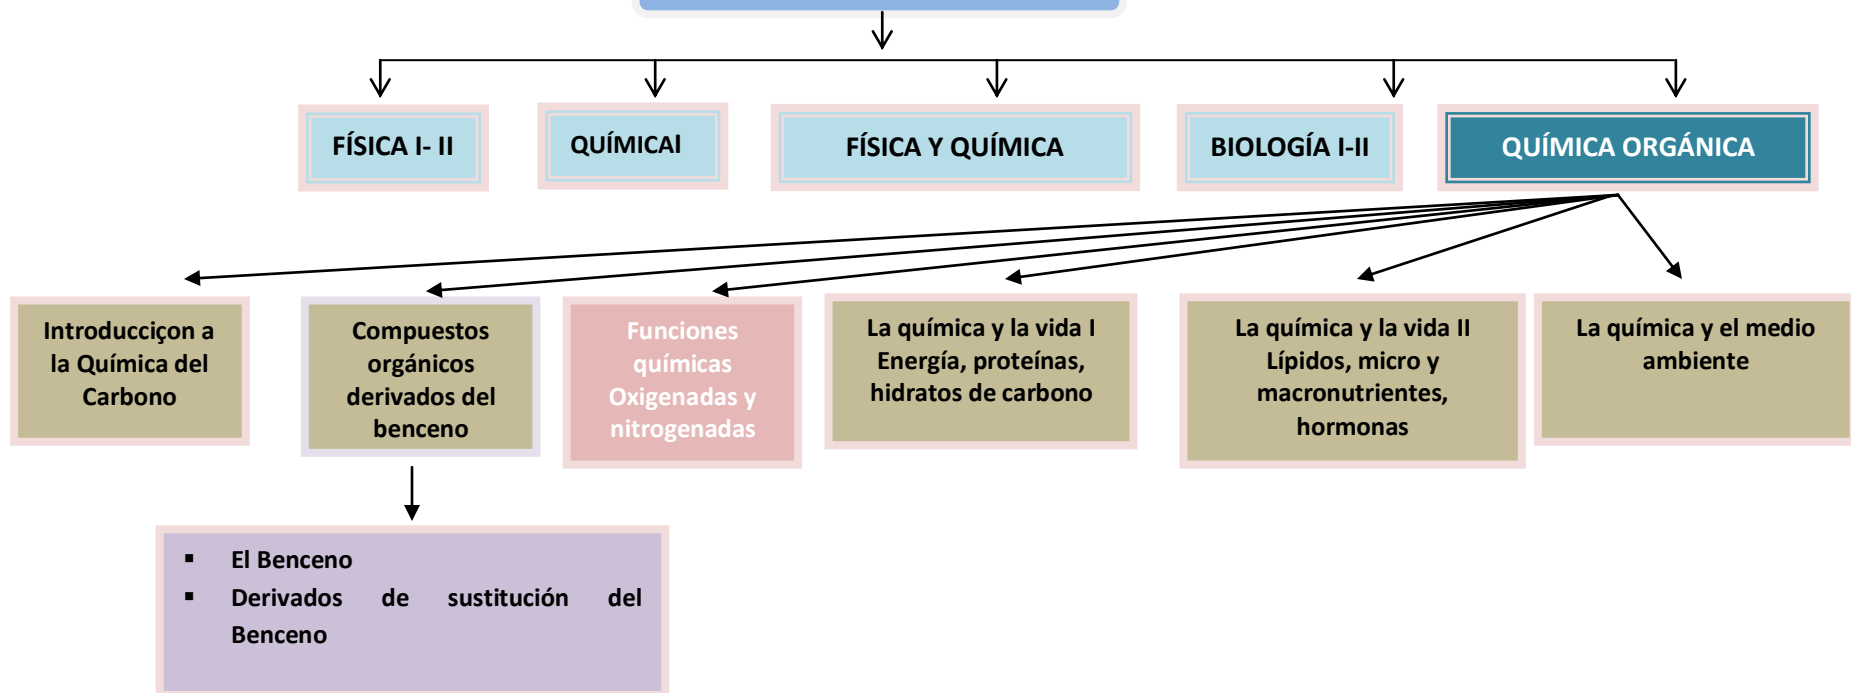 FÍSICA I- II
QUÍMICAI
FÍSICA Y QUÍMICA
BIOLOGÍA I-II
QUÍMICA ORGÁNICA
Introducciçon a
la Química del
Carbono
Compuestos
orgánicos
derivados del
benceno
Funciones
químicas
Oxigenadas y
nitrogenadas
La química y la vida I
Energía, proteínas,
hidratos de carbono
La química y la vida II
Lípidos, micro y
macronutrientes,
hormonas
La química y el medio
ambiente
▪ El Benceno
▪ Derivados de sustitución del
Benceno